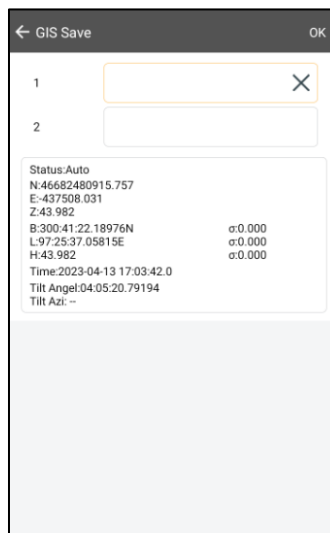 GIS Save OK
1
2
Status:Auto
N:46682480915.757
E:-437508.031
Z:43.982
B:300:41:22.18976N σ:0.000
L:97:25:37.05815E σ:0.000
H:43.982 σ:0.000
Time:2023-04-13 17:03:42.0
Tilt Angel:04:05:20.79194
Tilt Azi: --